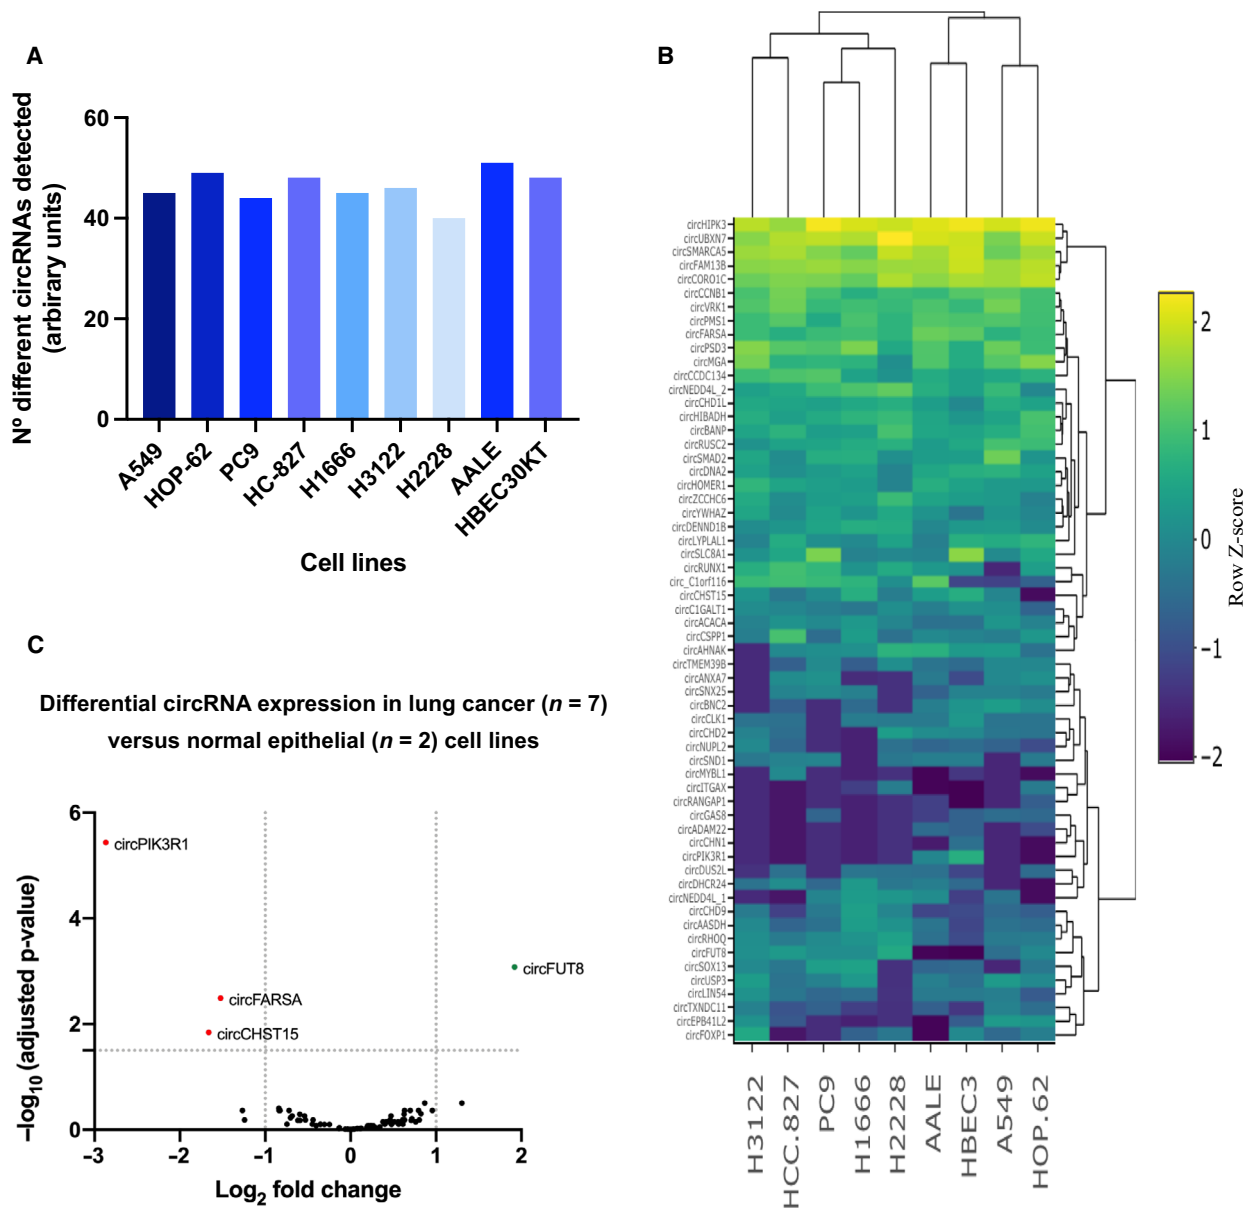 A
Nº different circRNAs detected
(arbirary units)
60
40
20
0
A549
HOP-62
PC9
HC-827
H1666
H3122
H2228
AALE
HBEC30KT
Cell lines
B
circHIPK3
circUBXN7
circSMARCA5
circFAM13B
circCORO1C
circCCNB1
circVRK1
circPMS1
circFARSA
circPSD3
circMGA
circCCDC134
circNEDD4L_2
circCHD1L
circHIBADH
circBANP
circRUSC2
circSMAD2
circDNA2
circHOMER1
circZCCHC6
circYWHAZ
circDENND1B
circLYPLAL1
circSLC8A1
circRUNX1
circ_C1orf116
circCHST15
circC1GALT1
circACACA
circCSPP1
circAHNAK
circTMEM39B
circANXA7
circSNX25
circBNC2
circCLK1
circCHD2
circNUPL2
circSND1
circMYBL1
circITGAX
circRANGAP1
circGAS8
circADAM22
circCHN1
circPIK3R1
circDUS2L
circDHCR24
circNEDD4L_1
circCHD9
circAASDH
circRHOQ
circFUT8
circSOX13
circUSP3
circLIN54
circTXNDC11
circEPB41L2
circFOXP1
H3122
HCC.827
PC9
H1666
H2228
AALE
HBEC3
A549
HOP.62
2
1
0
−1
−2
Row Z-score
C
Differential circRNA expression in lung cancer (n = 7)
versus normal epithelial (n = 2) cell lines
−log10 (adjusted p-value)
6
4
2
0
circPIK3R1
circFUT8
circFARSA
circCHST15
−3
−2
−1
0
1
2
Log2 fold change